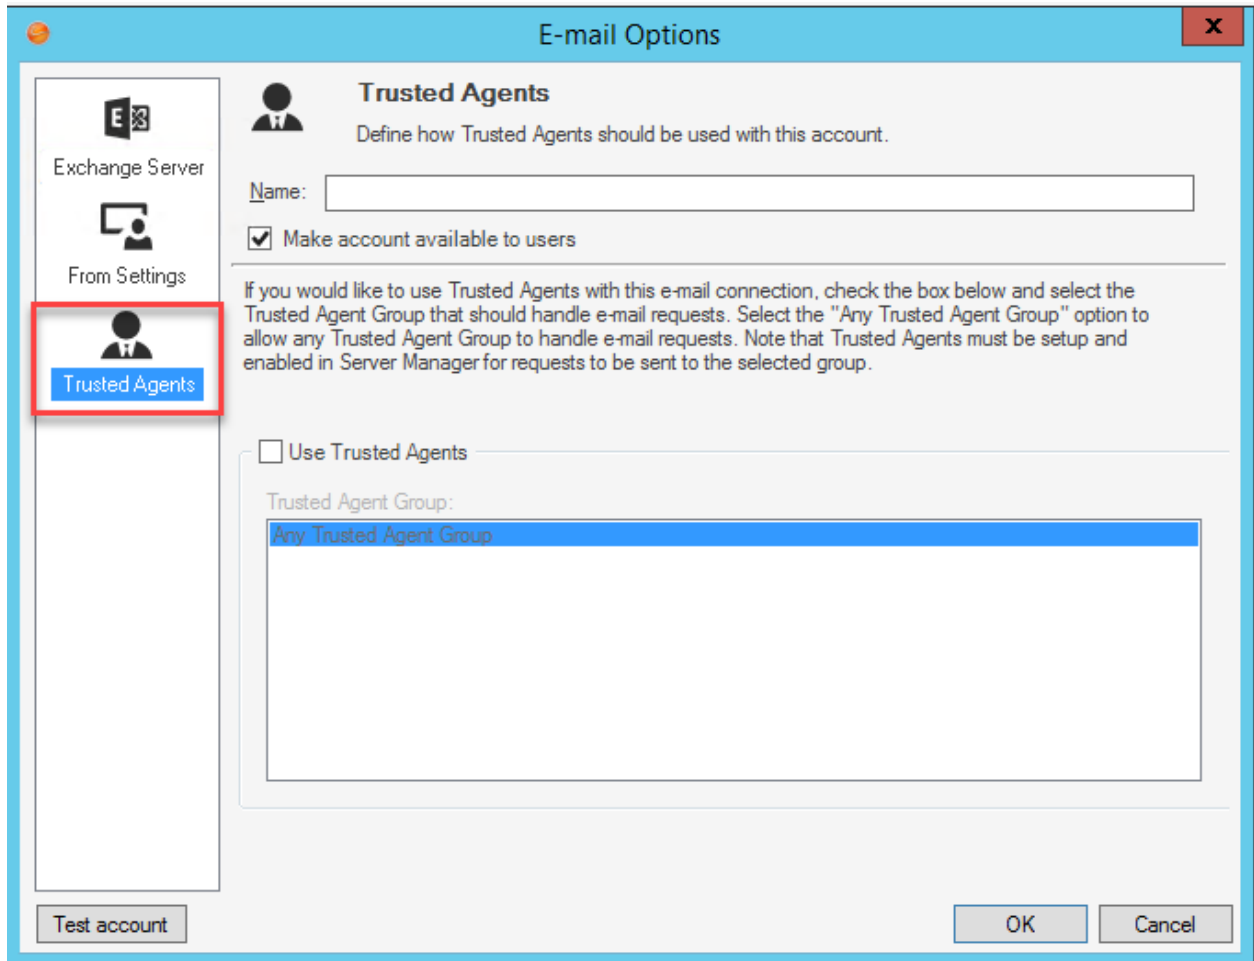 E-mail Options
X
Exchange Server
From Settings
Trusted Agents
Trusted Agents
Define how Trusted Agents should be used with this account.
Name:
Make account available to users
If you would like to use Trusted Agents with this e-mail connection, check the box below and select the
Trusted Agent Group that should handle e-mail requests. Select the "Any Trusted Agent Group" option to
allow any Trusted Agent Group to handle e-mail requests. Note that Trusted Agents must be setup and
enabled in Server Manager for requests to be sent to the selected group.
Use Trusted Agents
Trusted Agent Group:
Any Trusted Agent Group
Test account
OK
Cancel